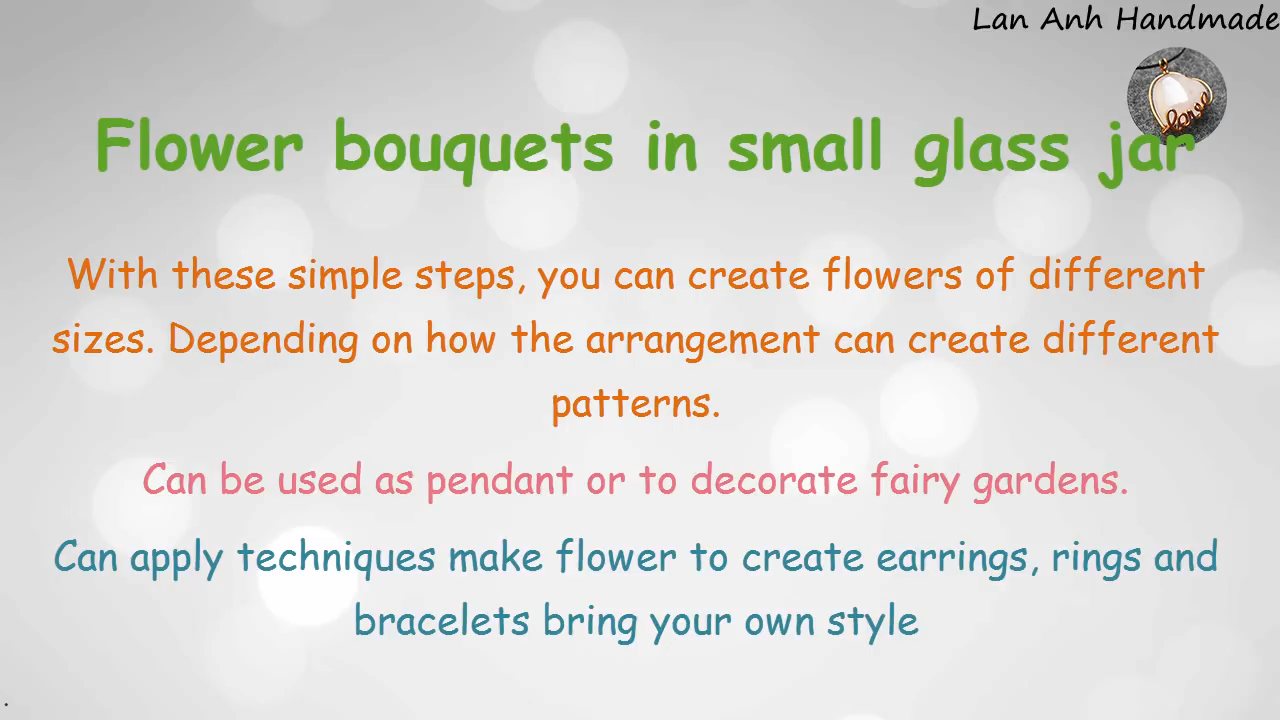 Lan Anh Handmade
love
Flower bouquets in small glass jar
With these simple steps, you can create flowers of different
sizes. Depending on how the arrangement can create different
patterns.
Can be used as pendant or to decorate fairy gardens.
Can apply techniques make flower to create earrings, rings and
bracelets bring your own style
.